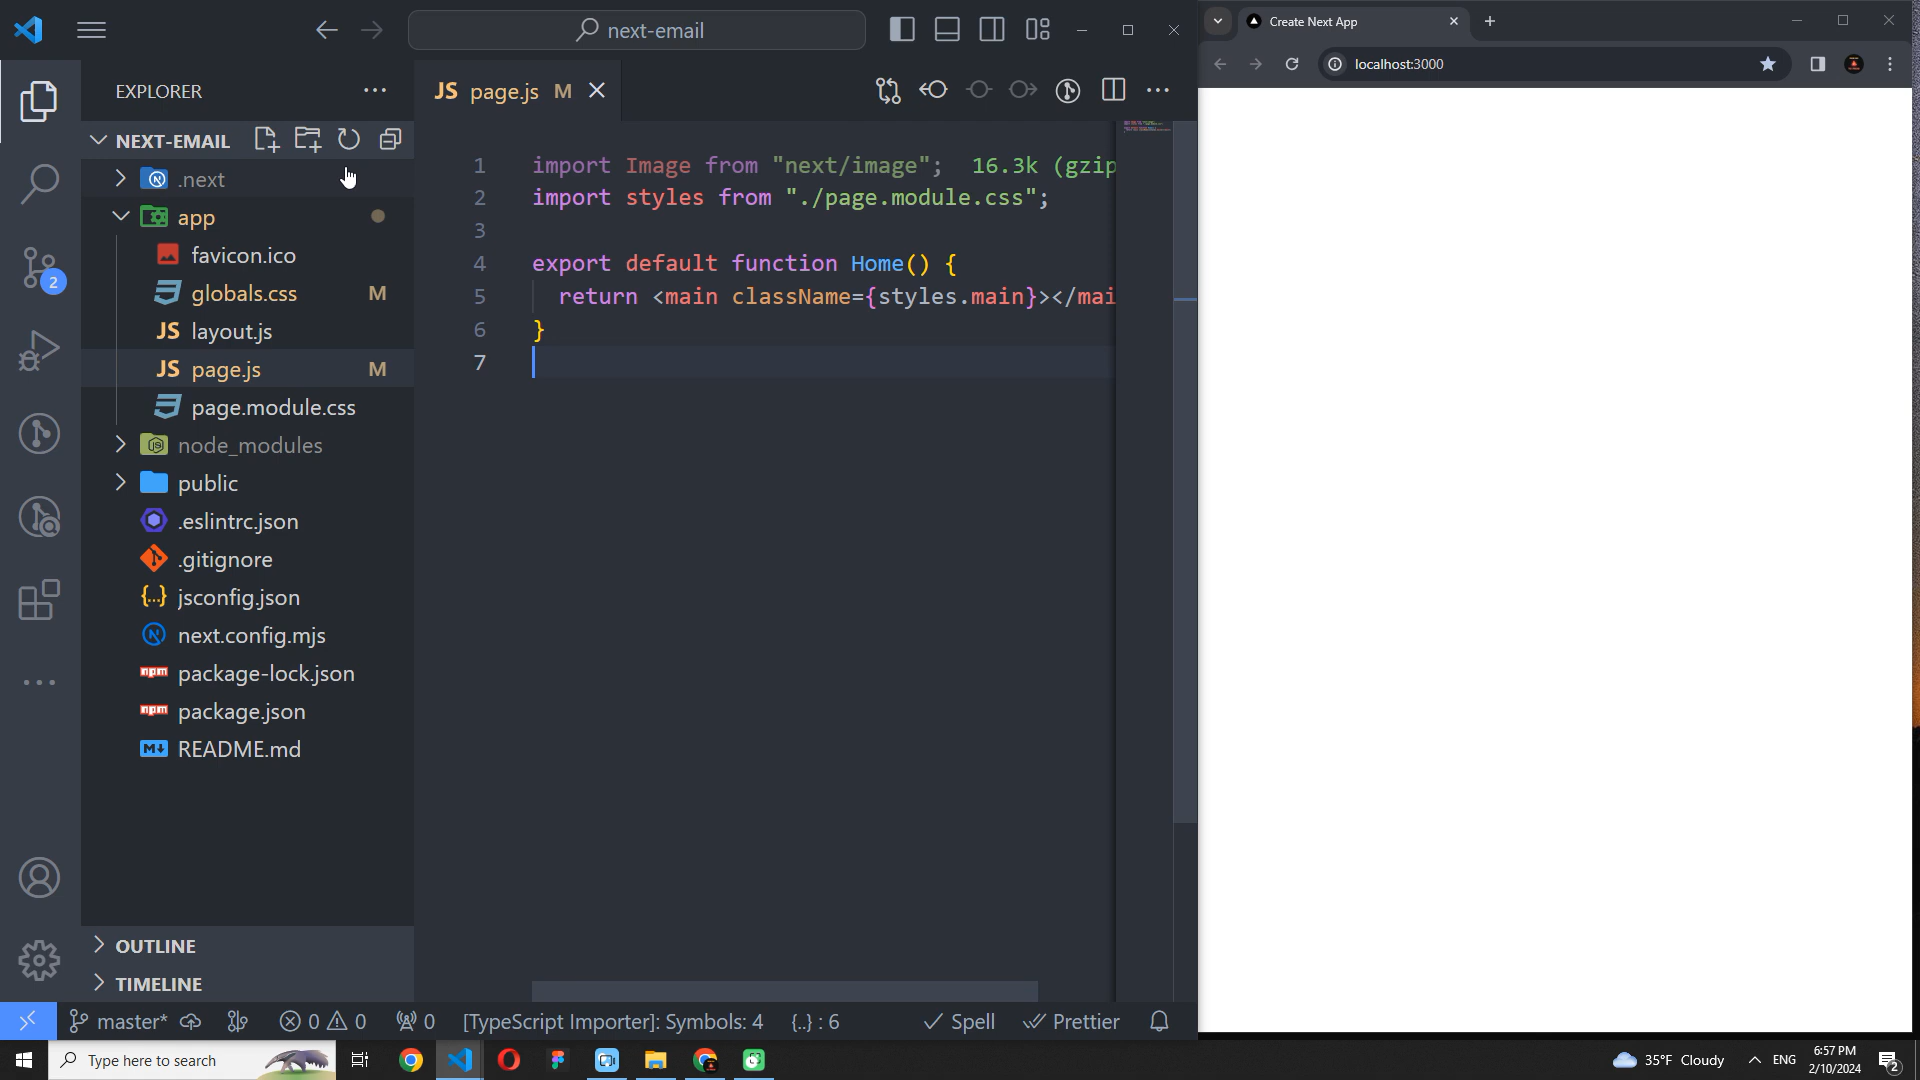 next-email
Create Next App
localhost:3000
EXPLORER
NEXT-EMAIL
.next
app
favicon.ico
globals.css M
layout.js
page.js M
page.module.css
node_modules
public
.eslintrc.json
.gitignore
jsconfig.json
next.config.mjs
package-lock.json
package.json
README.md
OUTLINE
TIMELINE
2
JS page.js M
1 import Image from "next/image"; 16.3k (gzip
2 import styles from "./page.module.css";
3
4 export default function Home() {
5 return <main className={styles.main}></mai
6 }
7
master* 0 0 0 [TypeScript Importer]: Symbols: 4 {..} : 6 Spell Prettier
Type here to search
35°F Cloudy
ENG
6:57 PM
2/10/2024
2